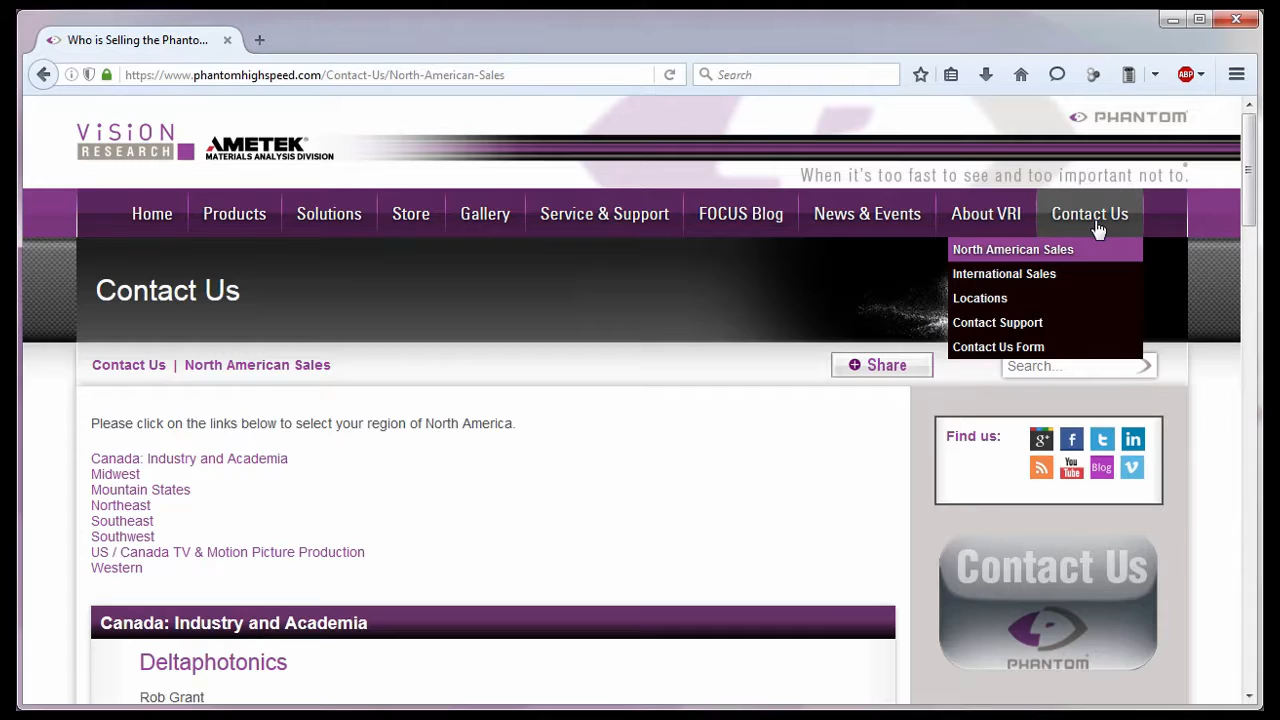 Who is Selling the Phanto...
https://www.phantomhighspeed.com/Contact-Us/North-American-Sales
Search
ABP
ViSiON
RESEARCH
AMETEK
MATERIALS ANALYSIS DIVISION
PHANTOM
When it's too fast to see and too important not to.
Home
Products
Solutions
Store
Gallery
Service & Support
FOCUS Blog
News & Events
About VRI
Contact Us
North American Sales
International Sales
Locations
Contact Support
Contact Us Form
Contact Us
Contact Us | North American Sales
Share
Search...
Please click on the links below to select your region of North America.
Canada: Industry and Academia
Midwest
Mountain States
Northeast
Southeast
Southwest
US / Canada TV & Motion Picture Production
Western
Find us:
g+
f
t
in
You
Tube
Blog
v
Contact Us
PHANTOM
Canada: Industry and Academia
Deltaphotonics
Rob Grant